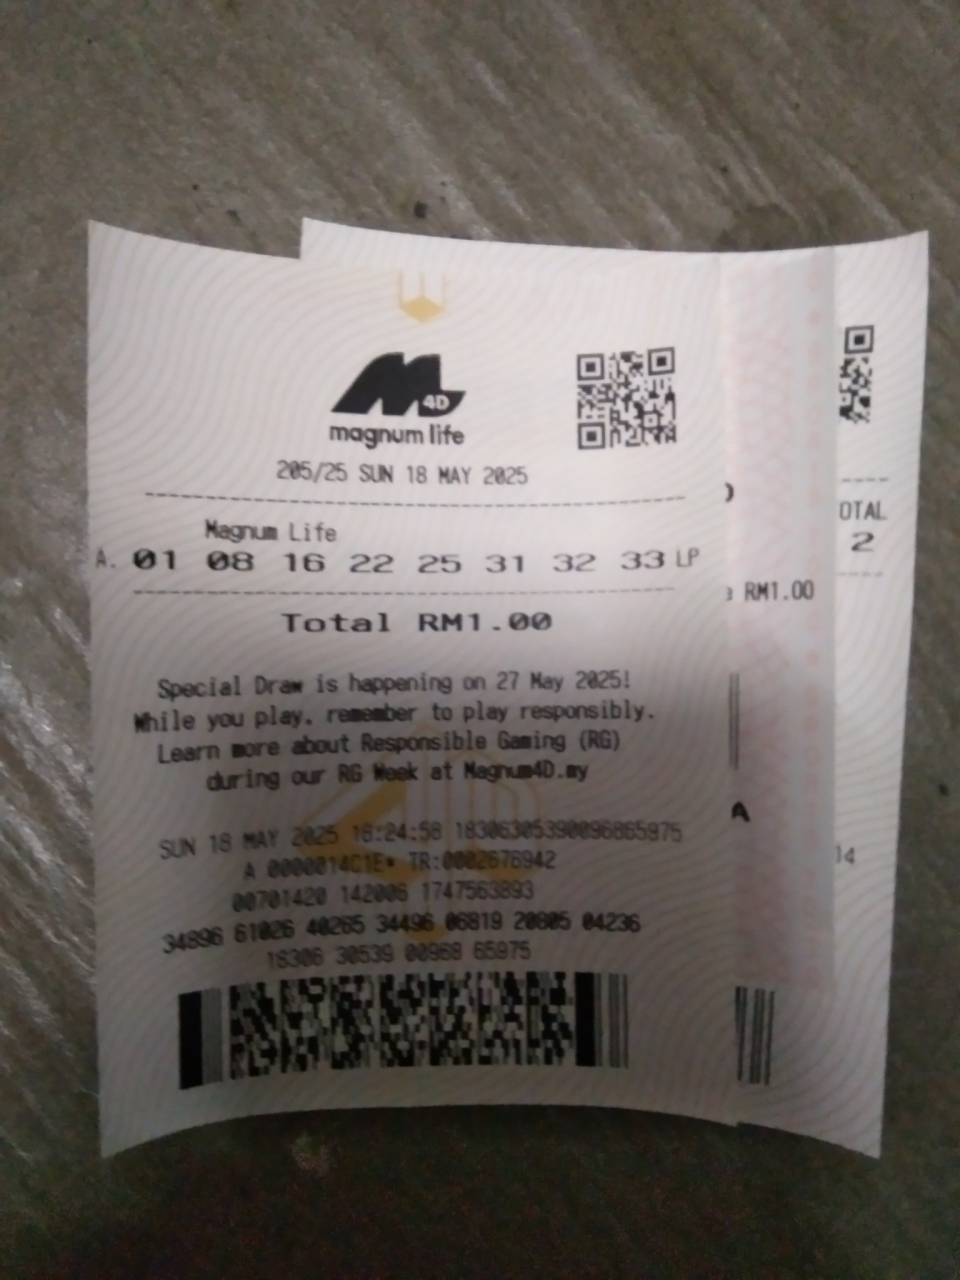 4D
magnum life
205/25 SUN 18 MAY 2025
Magnum Life
A. 01 08 16 22 25 31 32 33 LP
Total RM1.00
Special Draw is happening on 27 May 2025!
While you play, remember to play responsibly.
Learn more about Responsible Gaming (RG)
during our RG Week at Magnum4D.my
SUN 18 MAY 2025 18:24:58 18306305390096865975
A 0000014C1E* TR:0002676942
00701420 142006 1747563893
34896 61026 40265 34496 06819 20805 04236
18306 30539 00968 65975
OTAL
2
RM1.00
A
14